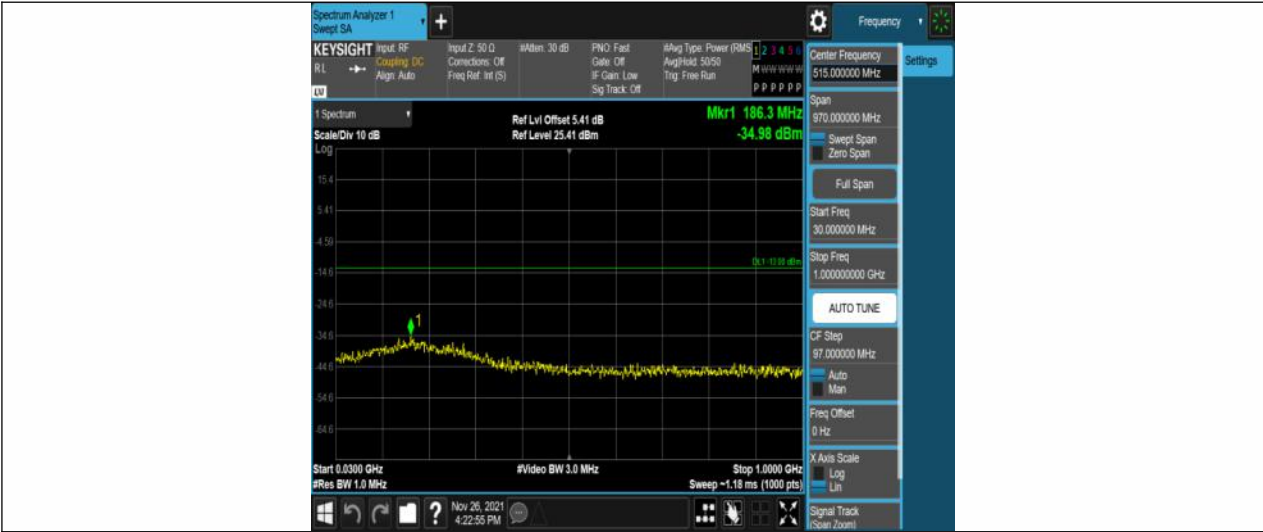 Spectrum Analyzer 1
Swept SA
+
Frequency
KEYSIGHT
Input: RF
Coupling: DC
Align: Auto
Input Z: 50 Ω
Corrections: Off
Freq Ref: Int (S)
#Atten: 30 dB
PNO: Fast
Gate: Off
IF Gain: Low
Sig Track: Off
#Avg Type: Power (RMS
Avg|Hold: 50/50
Trig: Free Run
1 2 3 4 5 6
M W W W W W
P P P P P P
R L
LW
Center Frequency
515.000000 MHz
Settings
Span
970.000000 MHz
Swept Span
Zero Span
Full Span
Start Freq
30.000000 MHz
Stop Freq
1.000000000 GHz
AUTO TUNE
CF Step
97.000000 MHz
Auto
Man
Freq Offset
0 Hz
X Axis Scale
Log
Lin
Signal Track
(Span Zoom)
1 Spectrum
Scale/Div 10 dB
Ref Lvl Offset 5.41 dB
Ref Level 25.41 dBm
Mkr1 186.3 MHz
-34.98 dBm
Log
15.4
5.41
-4.59
DL1 -13.00 dBm
-14.6
-24.6
1
-34.6
-44.6
-54.6
-64.6
Start 0.0300 GHz
#Video BW 3.0 MHz
Stop 1.0000 GHz
#Res BW 1.0 MHz
Sweep ~1.18 ms (1000 pts)
?
Nov 26, 2021
4:22:55 PM